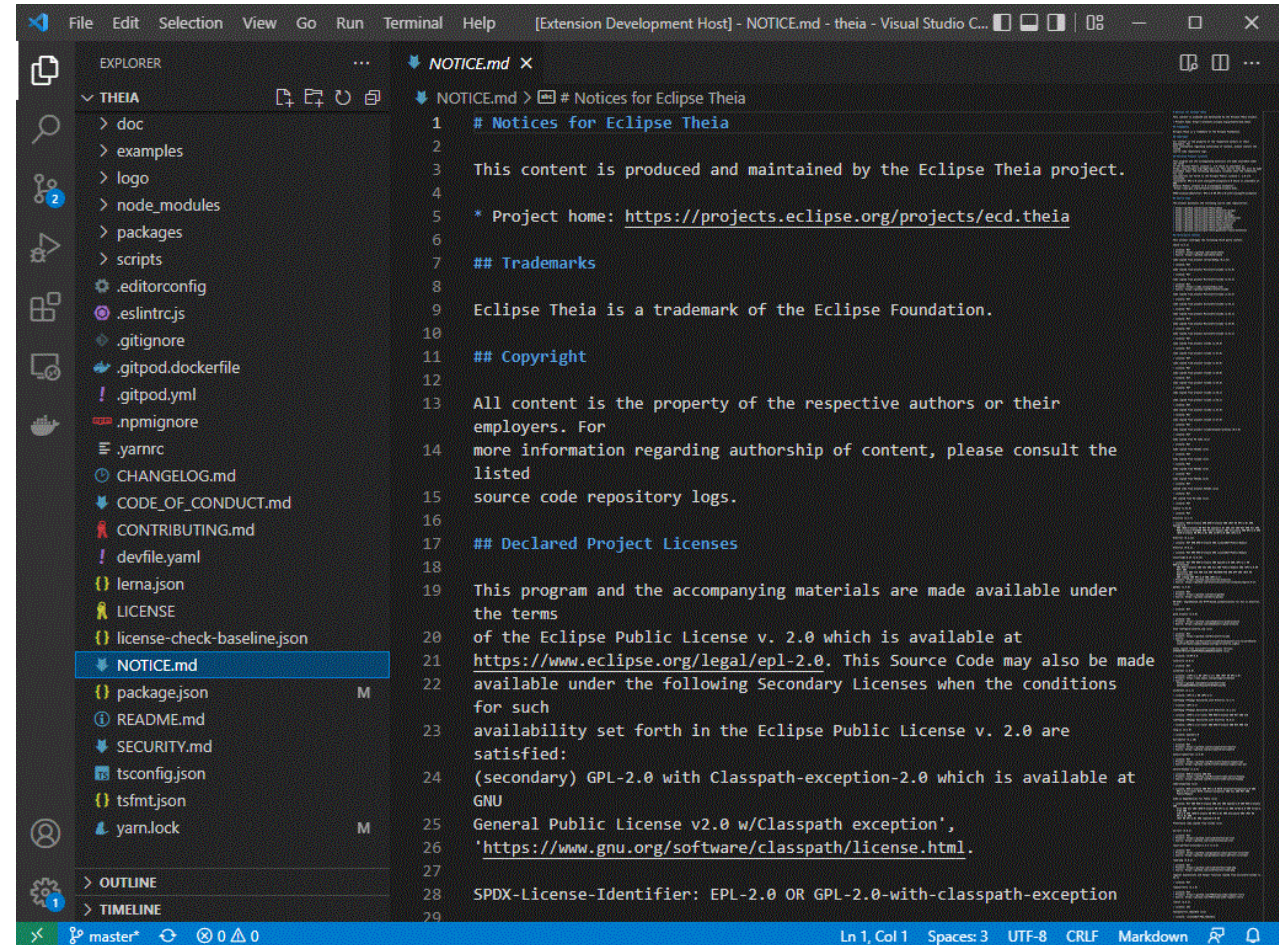 File Edit Selection View Go Run Terminal Help [Extension Development Host] - NOTICE.md - theia - Visual Studio C...
EXPLORER
THEIA
doc
examples
logo
node_modules
packages
scripts
.editorconfig
.eslintrc.js
.gitignore
.gitpod.dockerfile
.gitpod.yml
.npmignore
.yarnrc
CHANGELOG.md
CODE_OF_CONDUCT.md
CONTRIBUTING.md
devfile.yaml
lerna.json
LICENSE
license-check-baseline.json
NOTICE.md
package.json M
README.md
SECURITY.md
tsconfig.json
tsfmt.json
yarn.lock M
OUTLINE
TIMELINE
2
1
NOTICE.md
NOTICE.md > # Notices for Eclipse Theia
1 # Notices for Eclipse Theia
2
3 This content is produced and maintained by the Eclipse Theia project.
4
5 * Project home: https://projects.eclipse.org/projects/ecd.theia
6
7 ## Trademarks
8
9 Eclipse Theia is a trademark of the Eclipse Foundation.
10
11 ## Copyright
12
13 All content is the property of the respective authors or their
employers. For
14 more information regarding authorship of content, please consult the
listed
15 source code repository logs.
16
17 ## Declared Project Licenses
18
19 This program and the accompanying materials are made available under
the terms
20 of the Eclipse Public License v. 2.0 which is available at
21 https://www.eclipse.org/legal/epl-2.0. This Source Code may also be made
22 available under the following Secondary Licenses when the conditions
for such
23 availability set forth in the Eclipse Public License v. 2.0 are
satisfied:
24 (secondary) GPL-2.0 with Classpath-exception-2.0 which is available at
GNU
25 General Public License v2.0 w/Classpath exception',
26 'https://www.gnu.org/software/classpath/license.html.
27
28 SPDX-License-Identifier: EPL-2.0 OR GPL-2.0-with-classpath-exception
29
master* 0 0 Ln 1, Col 1 Spaces: 3 UTF-8 CRLF Markdown